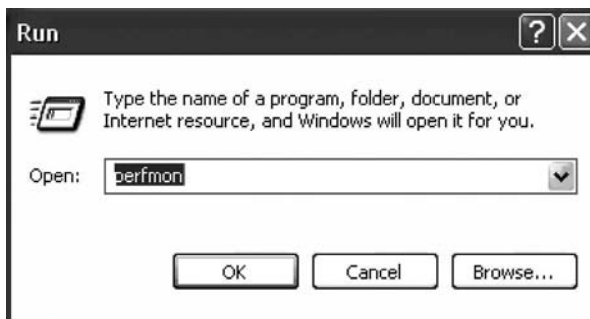 Run
?
Type the name of a program, folder, document, or
Internet resource, and Windows will open it for you.
Open: perfmon
OK Cancel Browse...